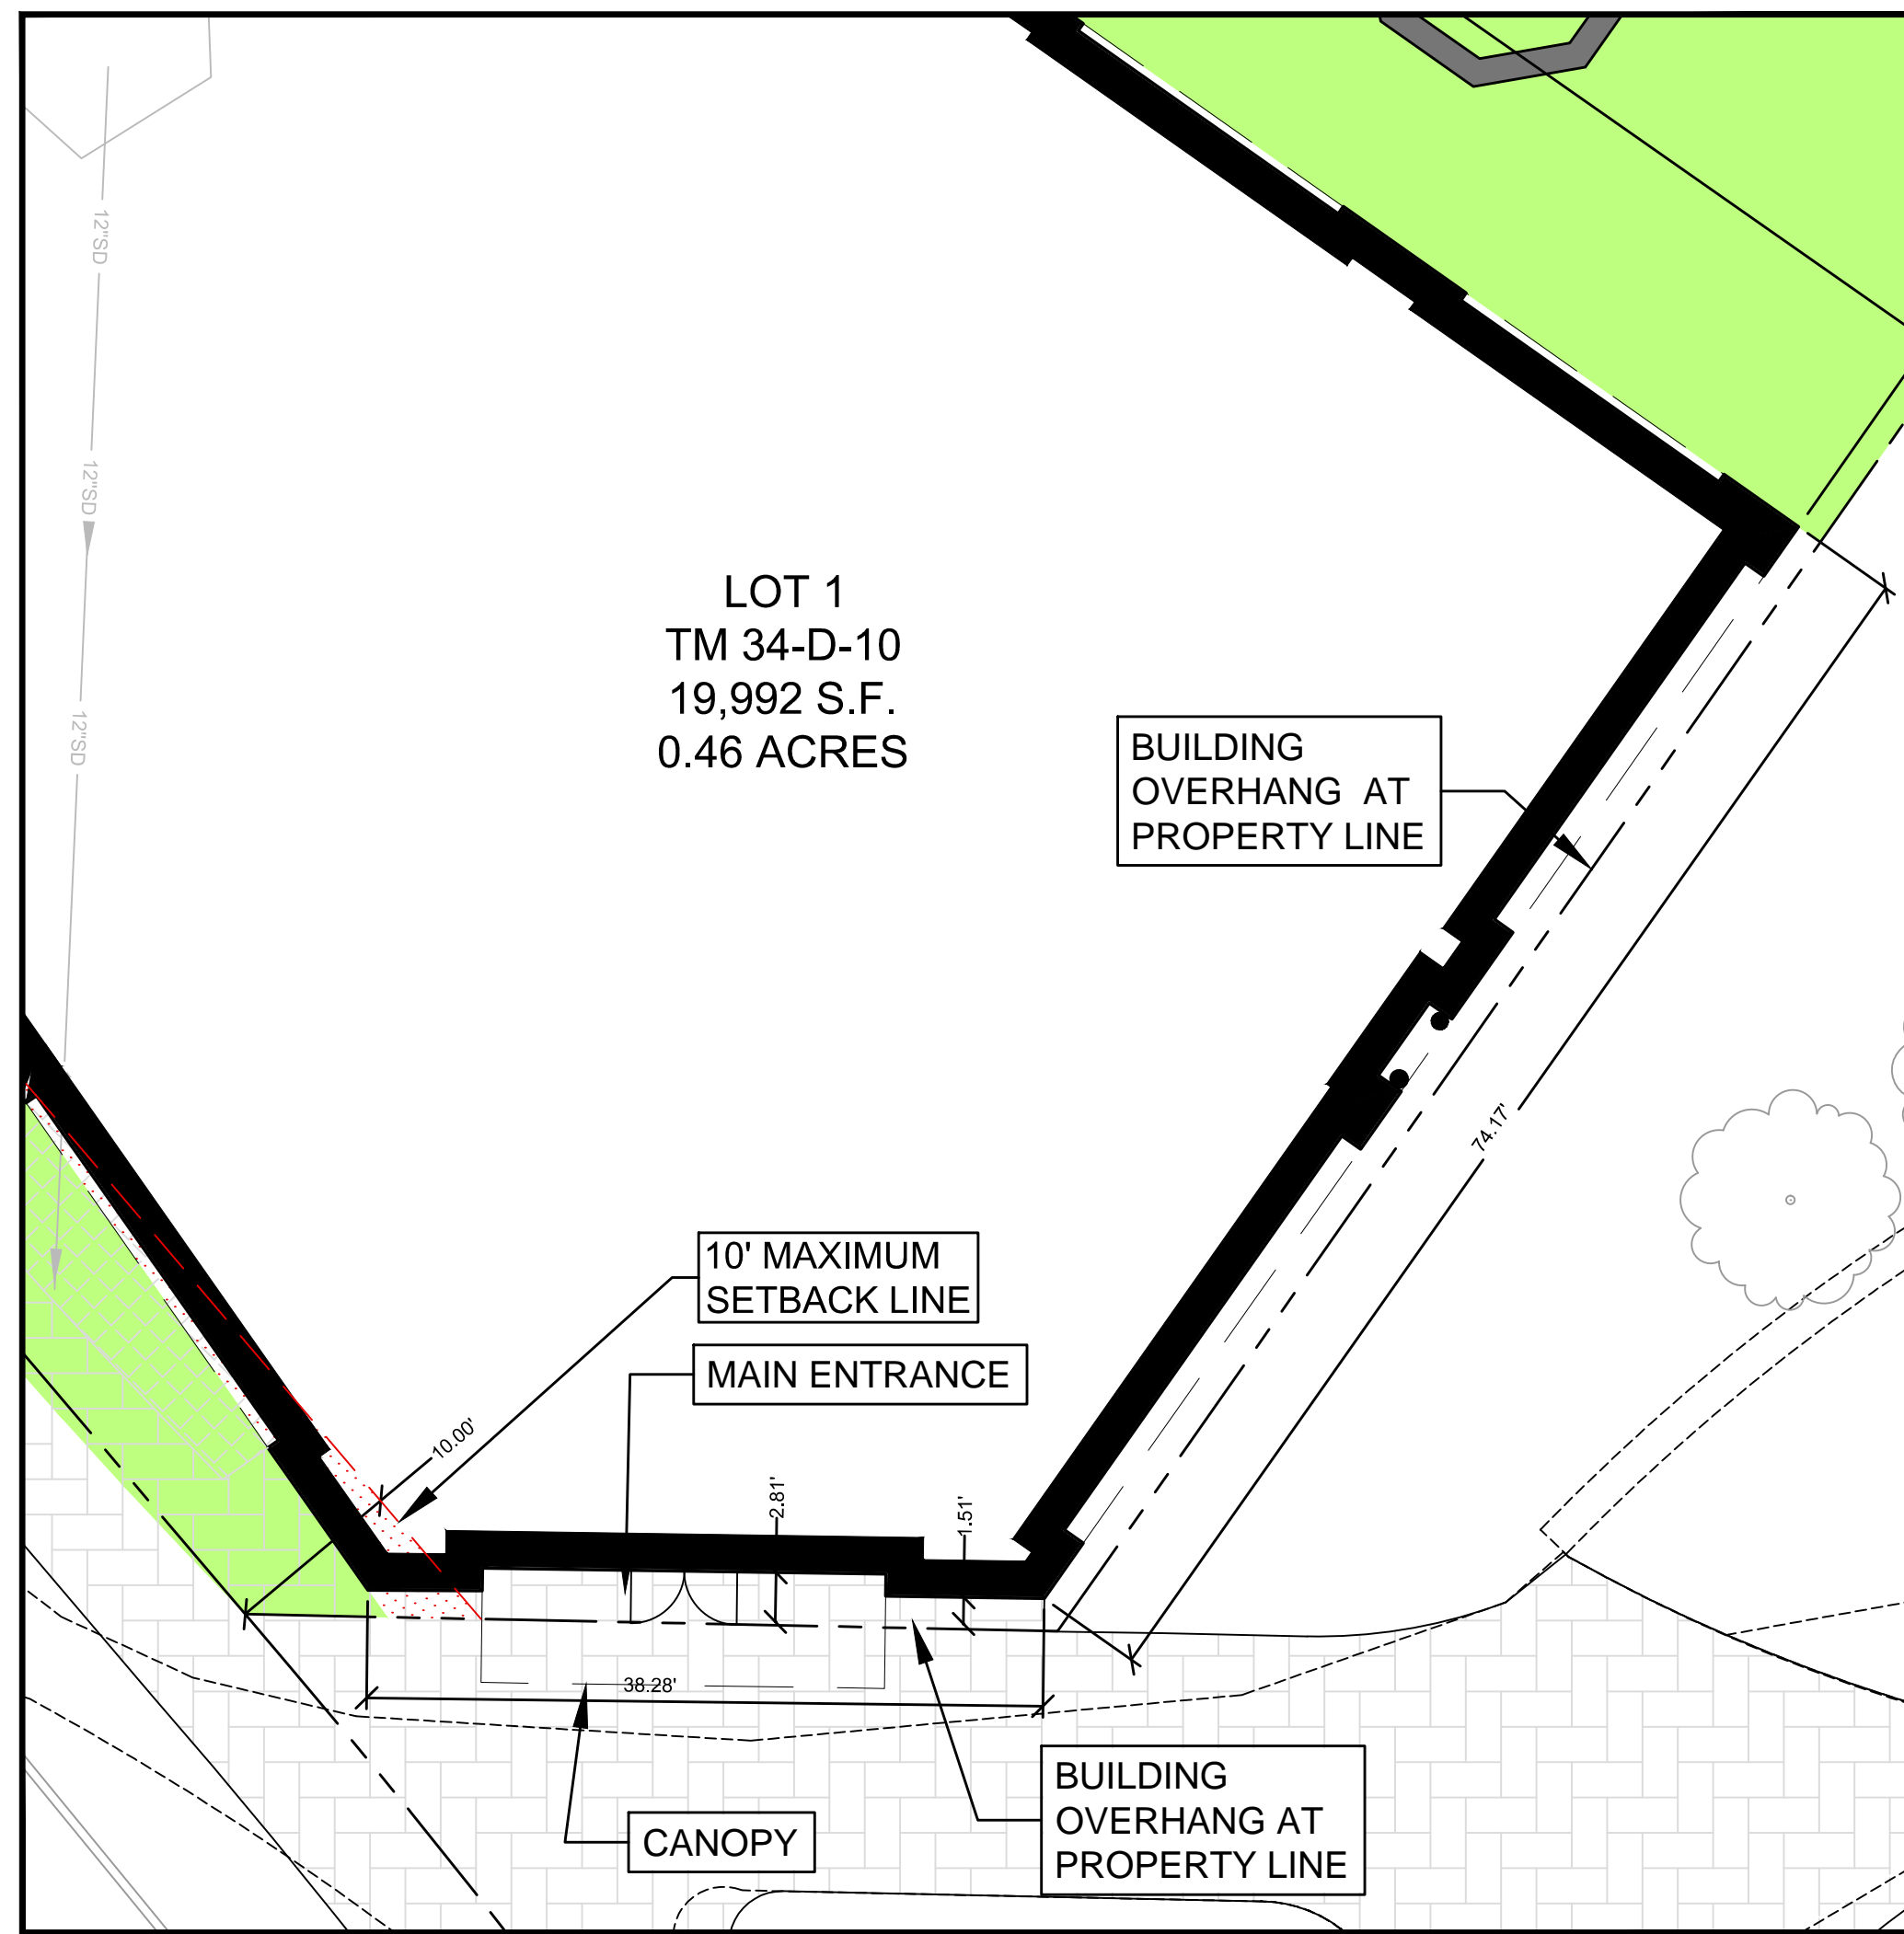 12"SD
12"SD
12"SD
LOT 1
TM 34-D-10
19,992 S.F.
0.46 ACRES
BUILDING
OVERHANG AT
PROPERTY LINE
74.17'
10' MAXIMUM
SETBACK LINE
MAIN ENTRANCE
10.00'
2.81'
1.51'
38.28'
BUILDING
OVERHANG AT
PROPERTY LINE
CANOPY